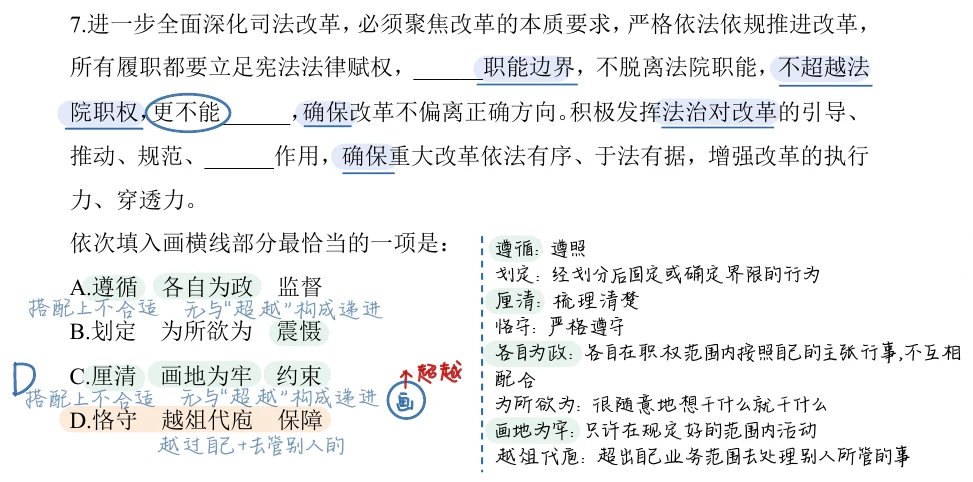 7.进一步全面深化司法改革，必须聚焦改革的本质要求，严格依法依规推进改革，
所有履职都要立足宪法法律赋权，______职能边界，不脱离法院职能，不超越法
院职权，更不能______，确保改革不偏离正确方向。积极发挥法治对改革的引导、
推动、规范、______作用，确保重大改革依法有序、于法有据，增强改革的执行
力、穿透力。
依次填入画横线部分最恰当的一项是：
A.遵循 各自为政 监督
搭配上不合适 无与“超越”构成递进
B.划定 为所欲为 震慑
D
C.厘清 画地为牢 约束
↑超越
画
搭配上不合适 无与“超越”构成递进
D.恪守 越俎代庖 保障
越过自己+去管别人的
遵循：遵照
划定：经划分后固定或确定界限的行为
厘清：梳理清楚
恪守：严格遵守
各自为政：各自在职权范围内按照自己的主张行事,不互相
配合
为所欲为：很随意地想干什么就干什么
画地为牢：只许在规定好的范围内活动
越俎代庖：超出自己业务范围去处理别人所管的事